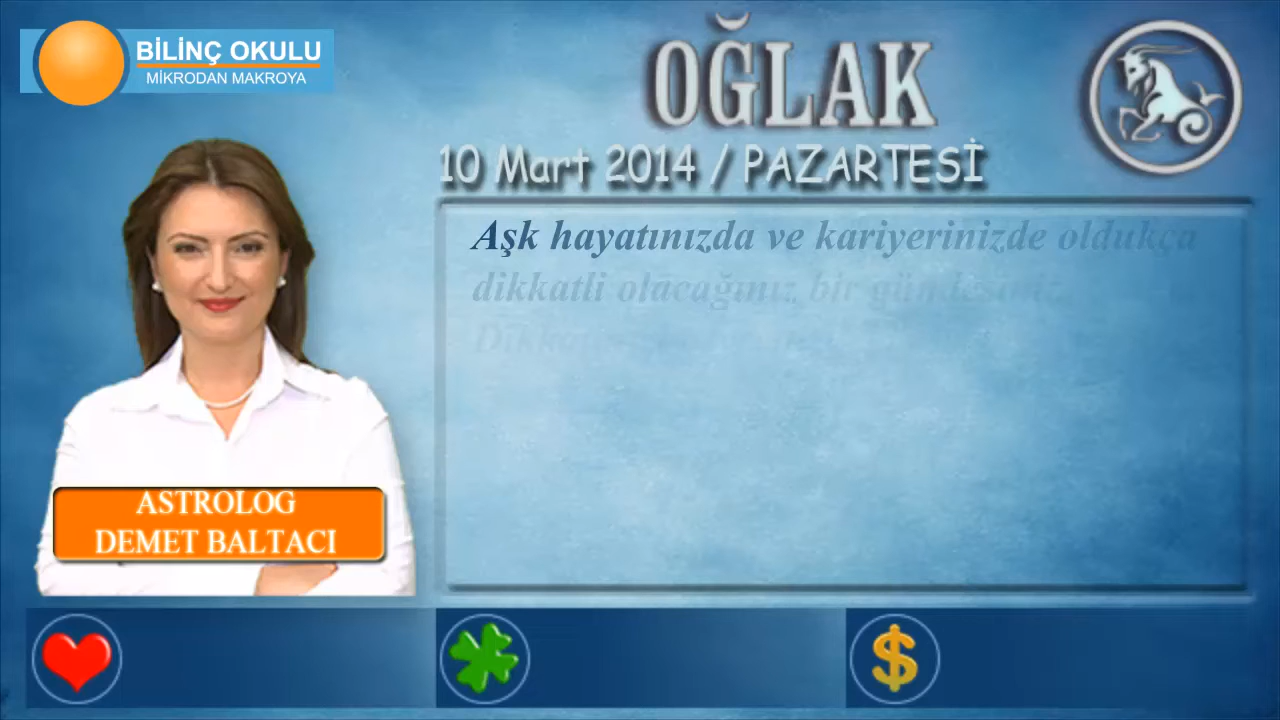 BİLİNÇ OKULU
MİKRODAN MAKROYA
OĞLAK
10 Mart 2014 / PAZARTESİ
Aşk hayatınızda ve kariyerinizde oldukça
dikkatli olacağınız bir gündesiniz
ASTROLOG
DEMET BALTACI